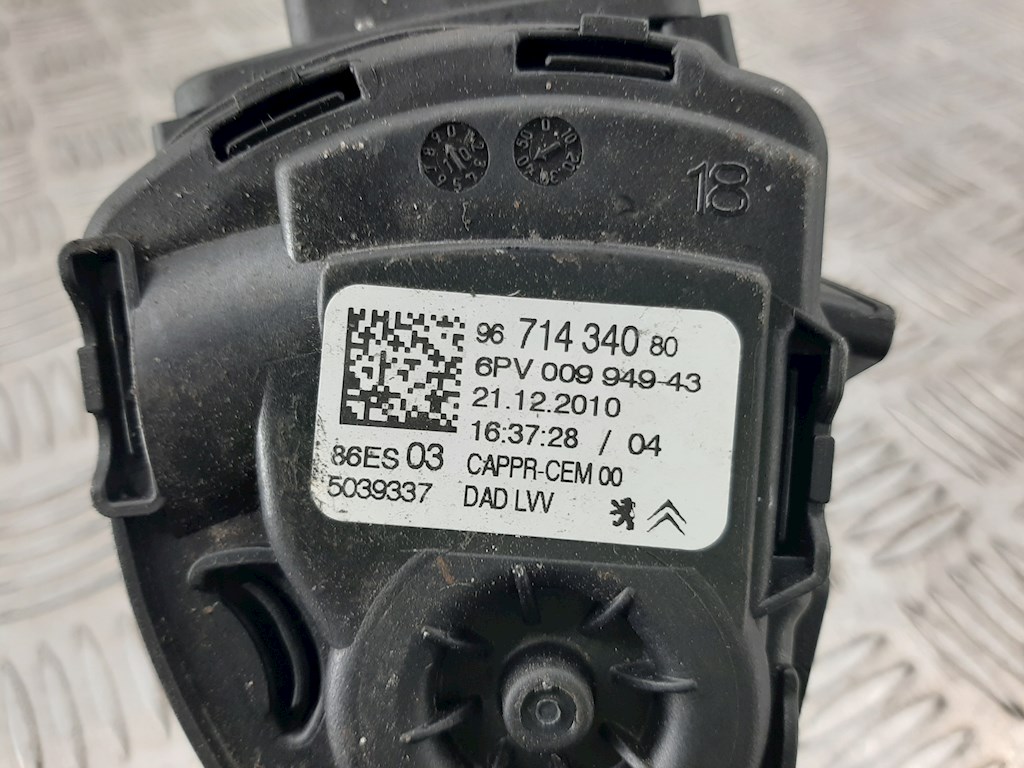 18
96 714 340 80
6PV 009 949-43
21.12.2010
16:37:28 / 04
86ES 03 CAPPR-CEM 00
5039337 DAD LVV